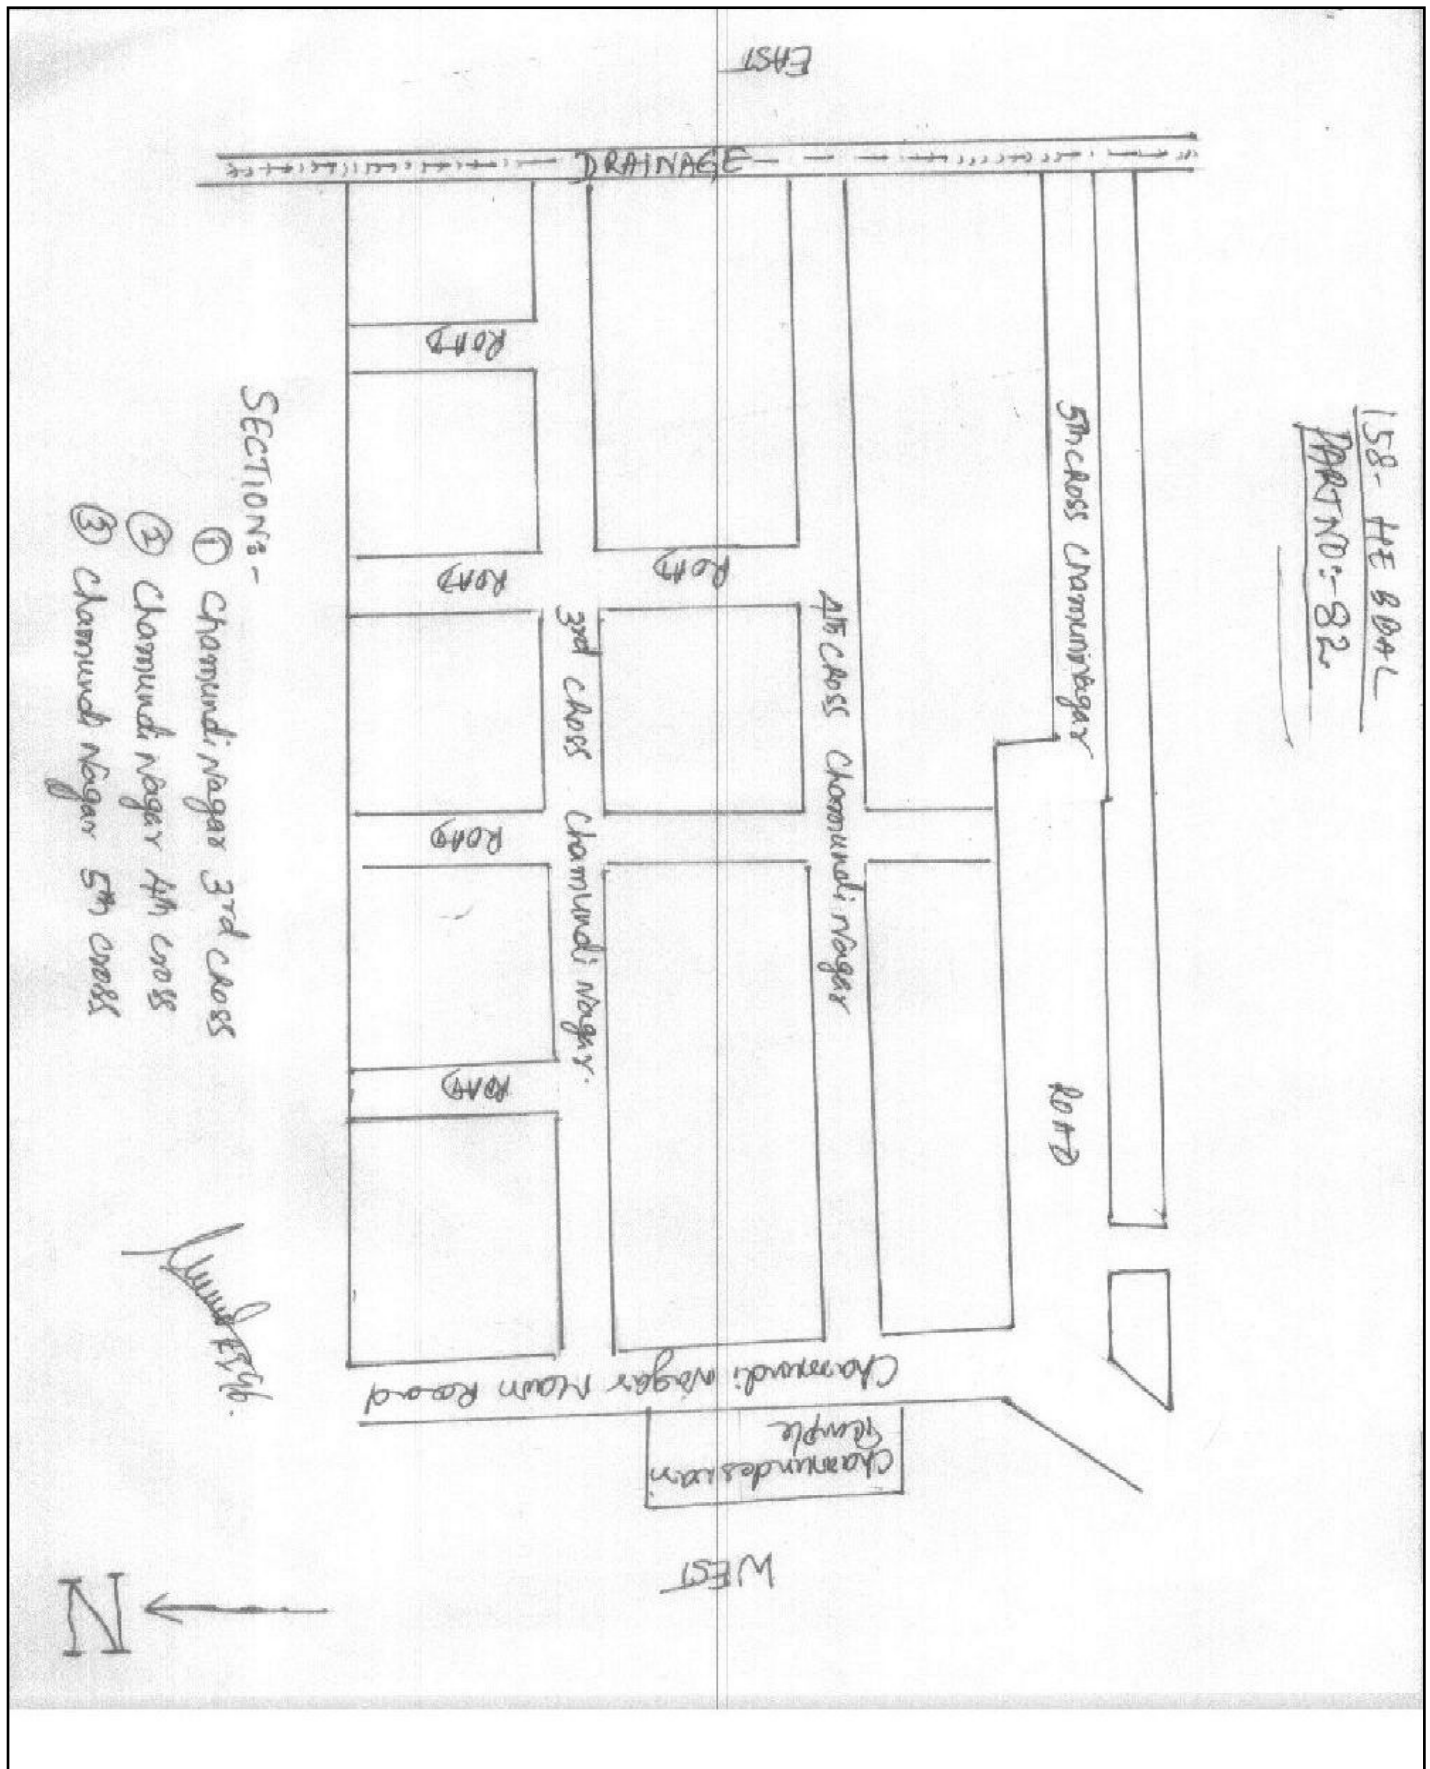 EAST
DRAINAGE
158- HEBBAL
PART NO:- 82
ROAD
5th CROSS Chamuninagar
ROAD
ROAD
4th CROSS Chamundi Nagar
3rd CROSS Chamundi Nagar.
ROAD
ROAD
ROAD
Chamundi Nagar Main Road
Chamundeswari
Temple
WEST
SECTION:-
① Chamundi Nagar 3rd CROSS
② Chamundi Nagar 4th cross
③ Chamundi Nagar 5th cross
N